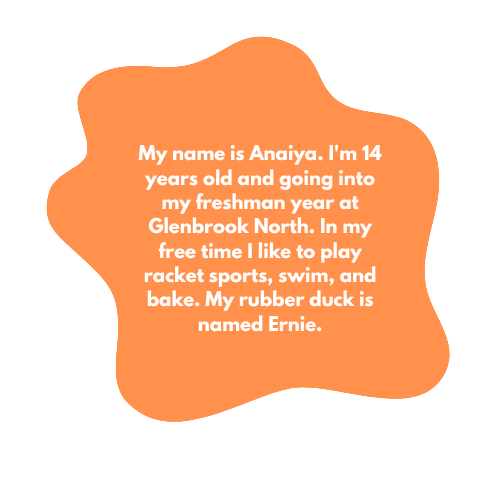 My name is Anaiya. I'm 14
years old and going into
my freshman year at
Glenbrook North. In my
free time I like to play
racket sports, swim, and
bake. My rubber duck is
named Ernie.